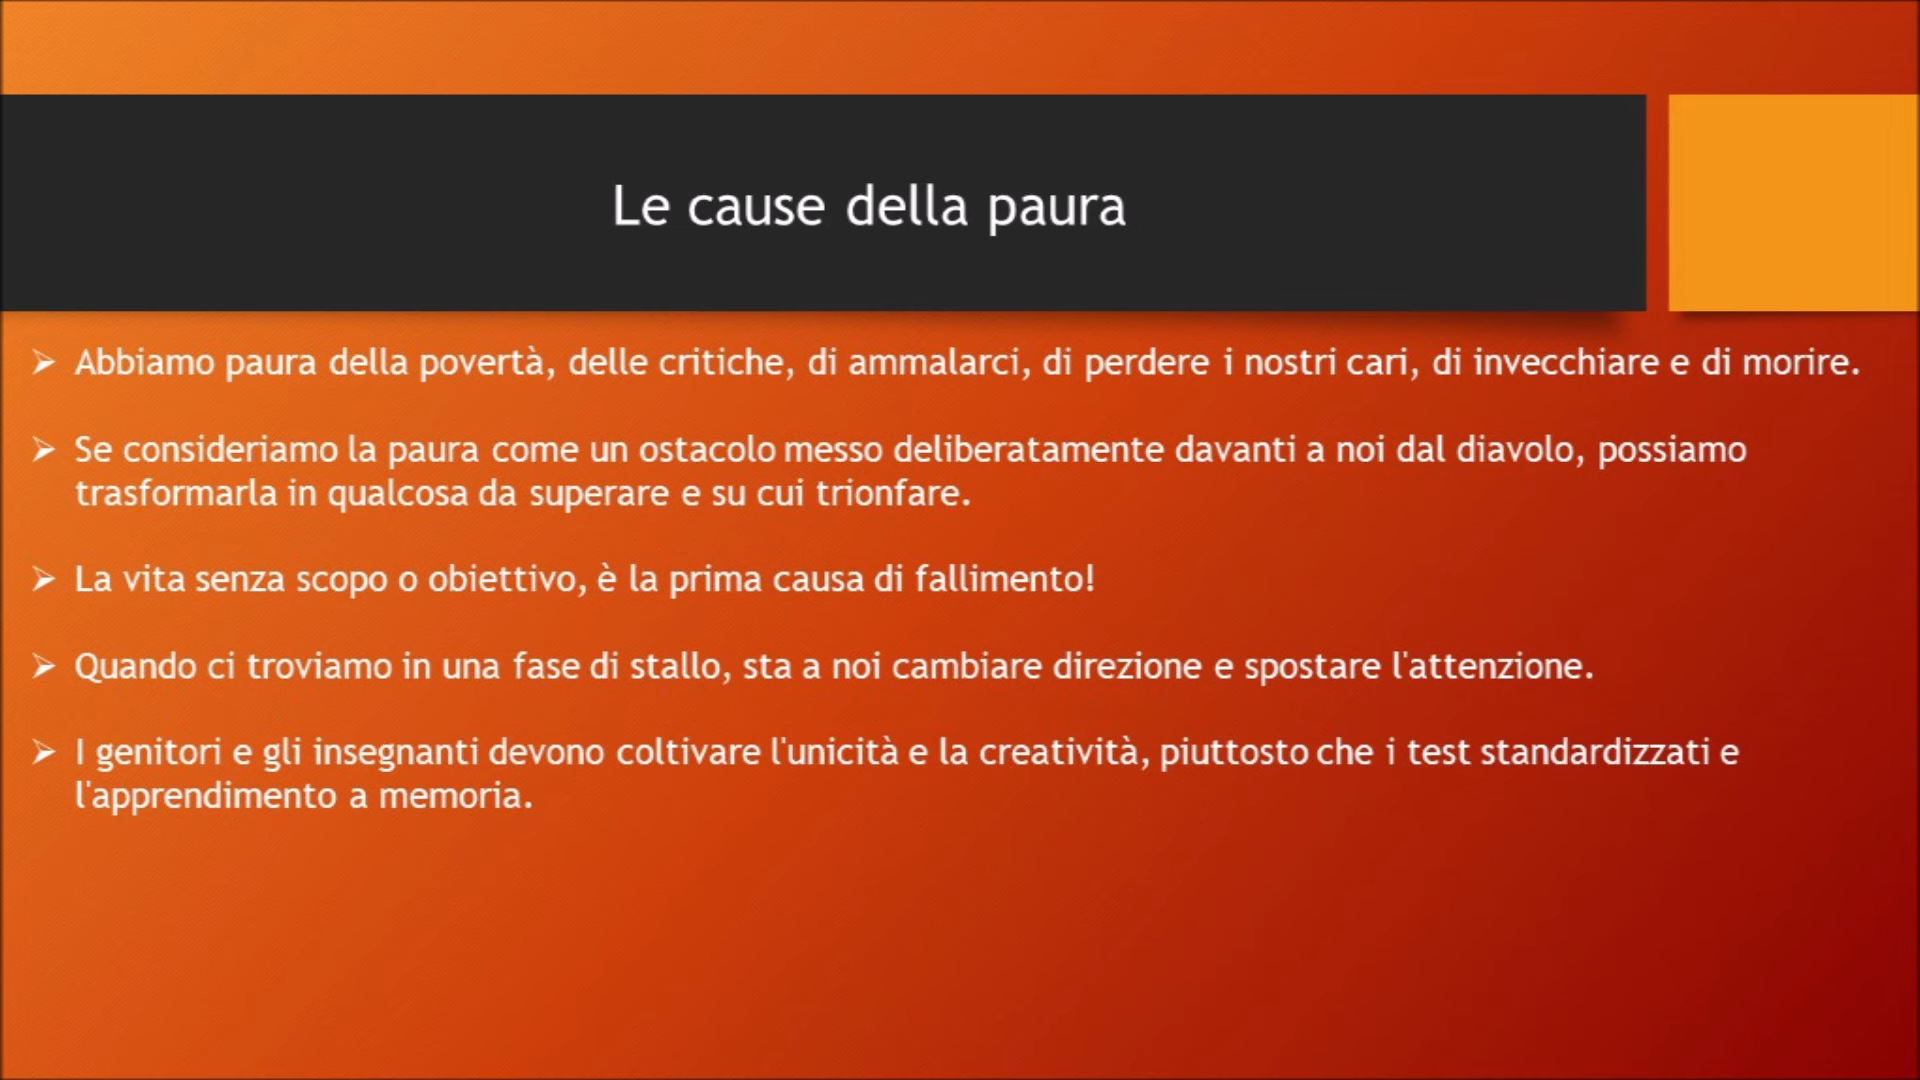 Le cause della paura
➢ Abbiamo paura della povertà, delle critiche, di ammalarci, di perdere i nostri cari, di invecchiare e di morire.
➢ Se consideriamo la paura come un ostacolo messo deliberatamente davanti a noi dal diavolo, possiamo
trasformarla in qualcosa da superare e su cui trionfare.
➢ La vita senza scopo o obiettivo, è la prima causa di fallimento!
➢ Quando ci troviamo in una fase di stallo, sta a noi cambiare direzione e spostare l'attenzione.
➢ I genitori e gli insegnanti devono coltivare l'unicità e la creatività, piuttosto che i test standardizzati e
l'apprendimento a memoria.